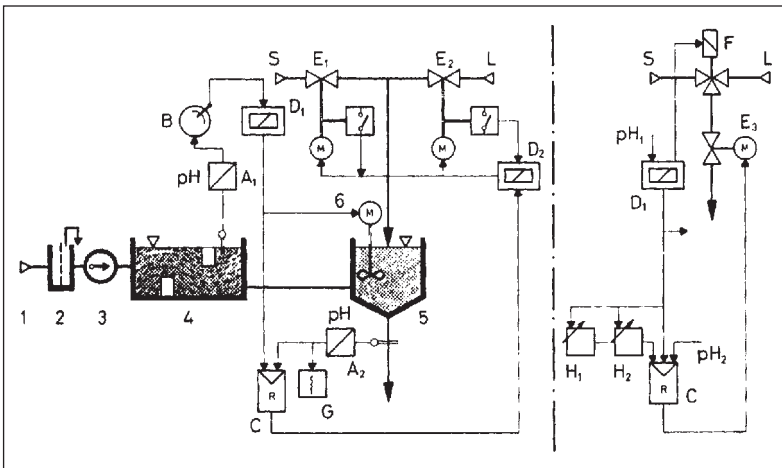 S E₁ E₂ L
B D₁
M M
D₂
pH A₁
6 M
1 2 3 4 5
pH
A₂
R
C G
F
S L
E₃
pH₁ M
D₁
H₁ H₂ pH₂
R C